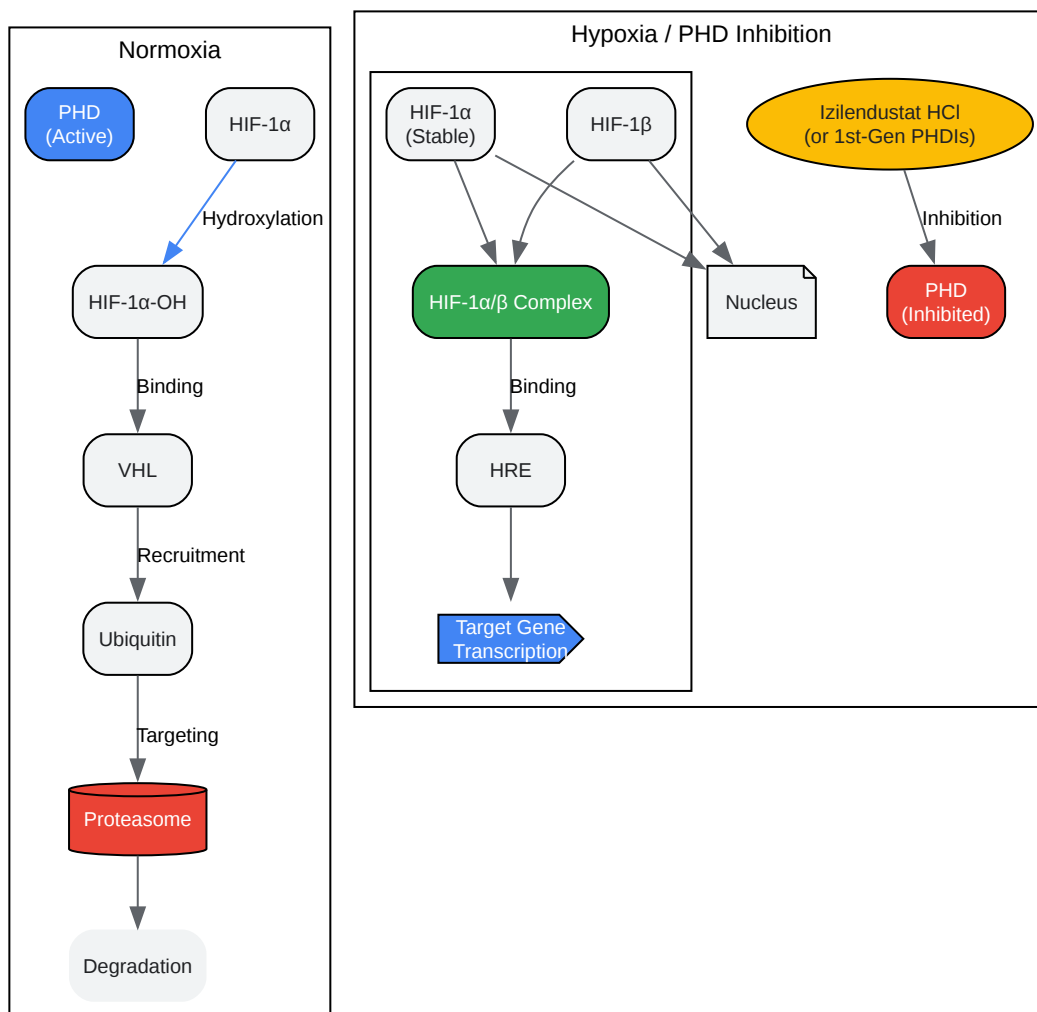 Normoxia
PHD
(Active)
HIF-1α
Hydroxylation
HIF-1α-OH
Binding
VHL
Recruitment
Ubiquitin
Targeting
Proteasome
Degradation
Hypoxia / PHD Inhibition
HIF-1α
(Stable)
HIF-1β
Izilendustat HCl
(or 1st-Gen PHDIs)
Inhibition
HIF-1α/β Complex
Nucleus
PHD
(Inhibited)
Binding
HRE
Target Gene
Transcription